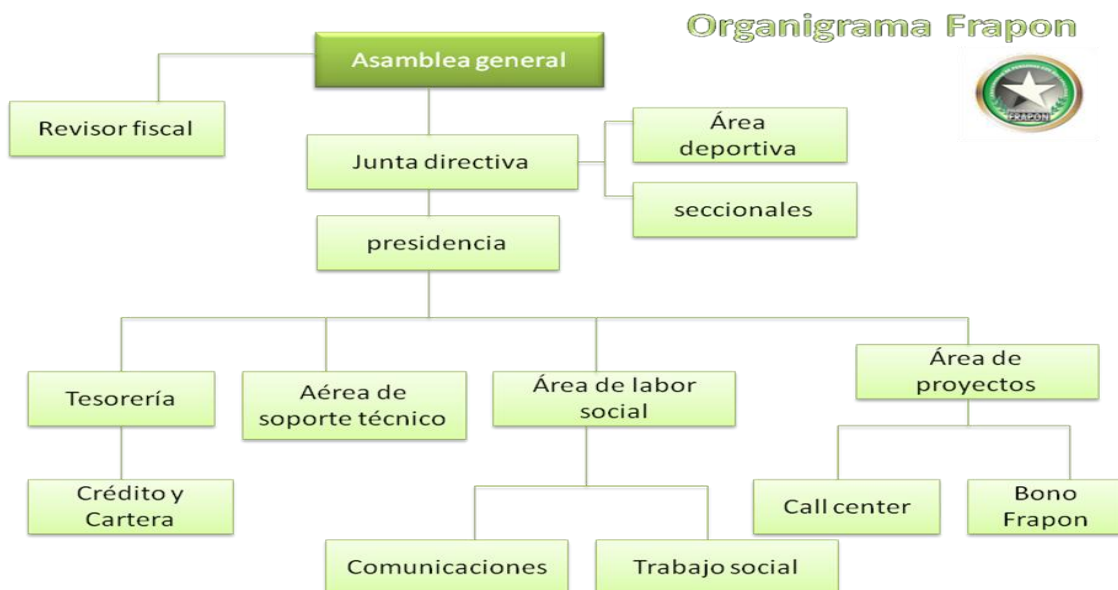 Organigrama Frapon
Asamblea general
FRAPON
Revisor fiscal
Área
deportiva
Junta directiva
seccionales
presidencia
Tesorería
Aérea de
soporte técnico
Área de labor
social
Área de
proyectos
Crédito y
Cartera
Call center
Bono
Frapon
Comunicaciones
Trabajo social